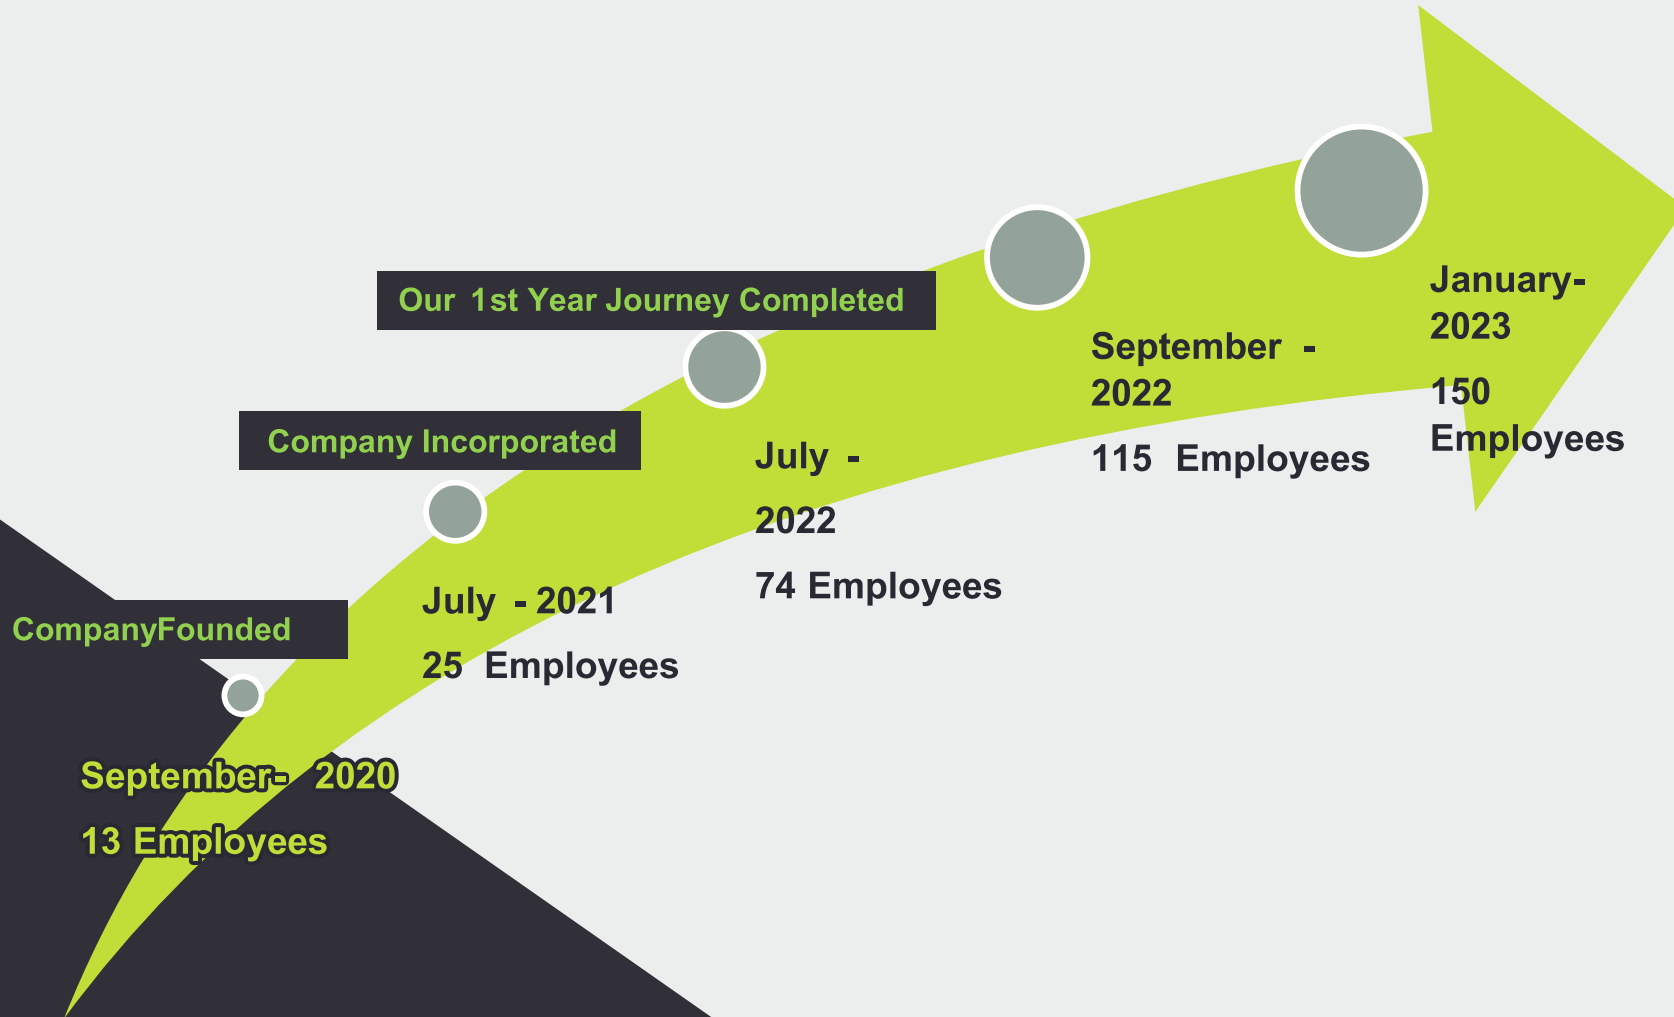 Our 1st Year Journey Completed
Company Incorporated
CompanyFounded
September- 2020
13 Employees
July - 2021
25 Employees
July -
2022
74 Employees
September -
2022
115 Employees
January-
2023
150
Employees